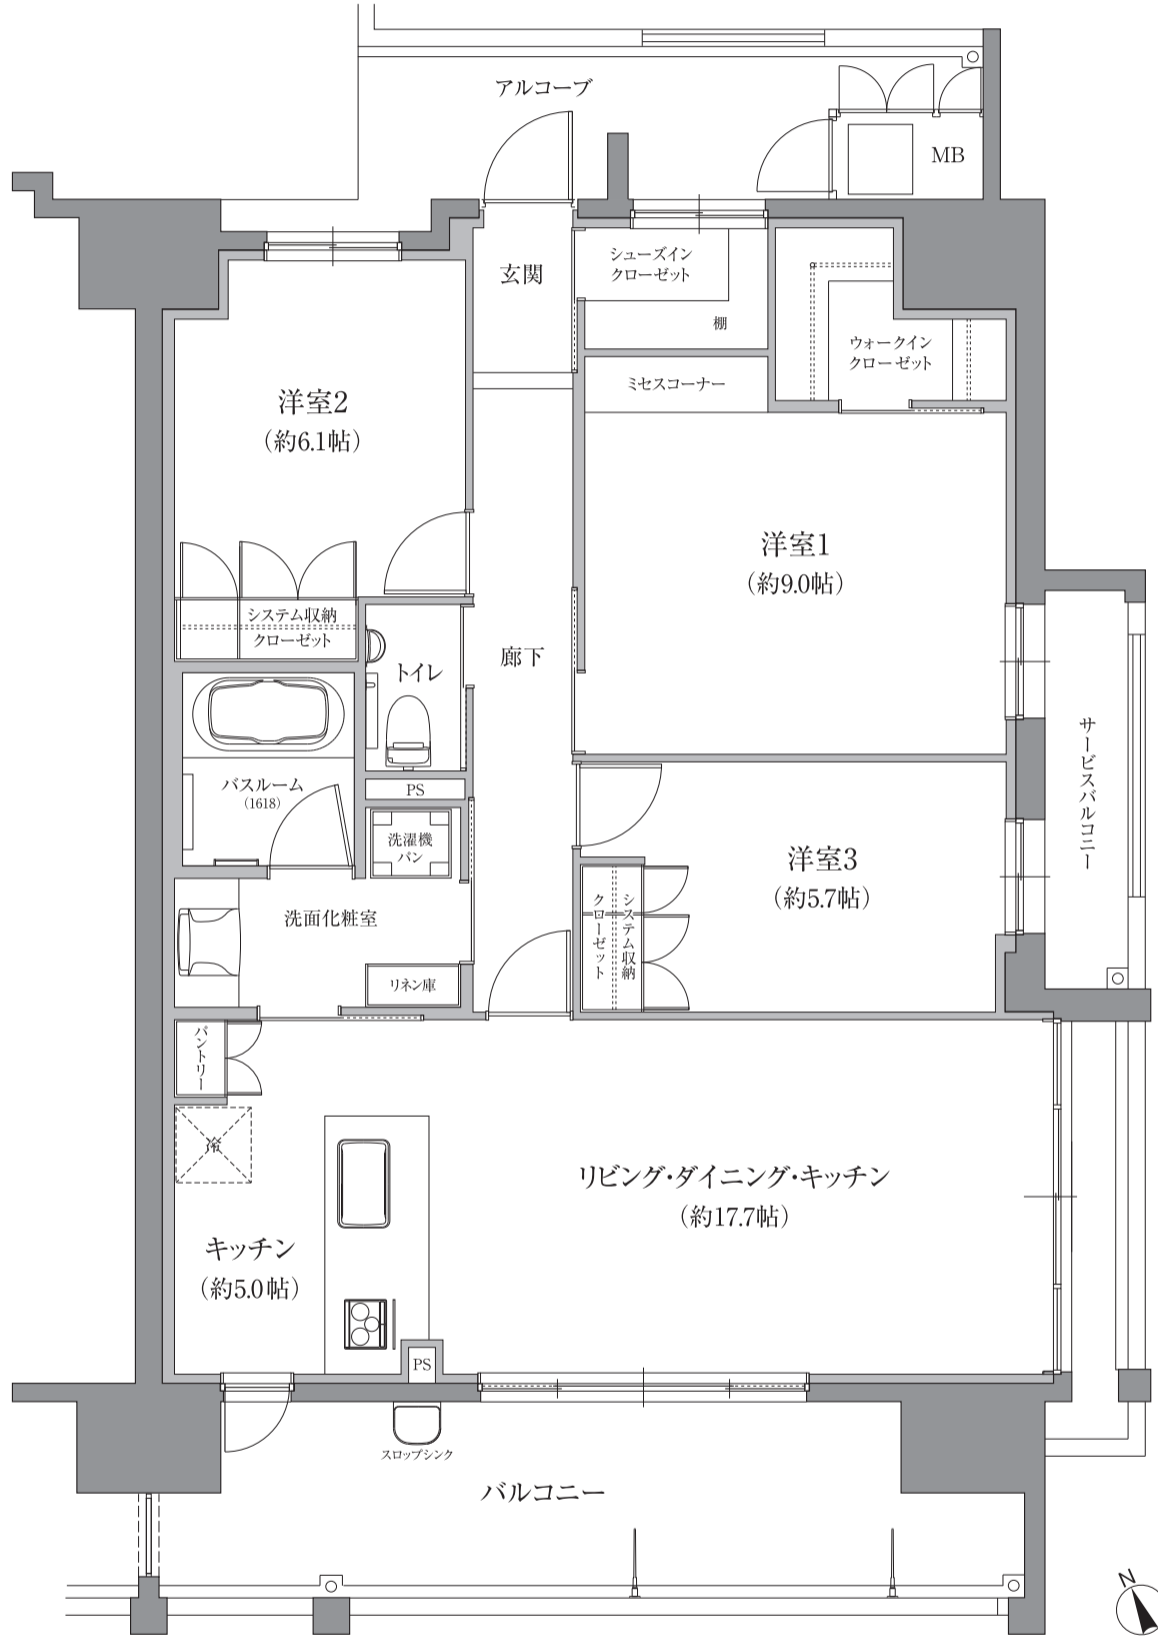 アルコーブ
MB
玄関
シューズイン
クローゼット
棚
ウォークイン
クローゼット
ミセスコーナー
洋室2
（約6.1帖）
洋室1
（約9.0帖）
システム収納
クローゼット
トイレ
廊下
サービスバルコニー
バスルーム
（1618）
PS
洗濯機
パン
洋室3
（約5.7帖）
システム収納
クローゼット
洗面化粧室
リネン庫
パントリー
冷
リビング・ダイニング・キッチン
（約17.7帖）
キッチン
（約5.0帖）
PS
スロップシンク
バルコニー
N